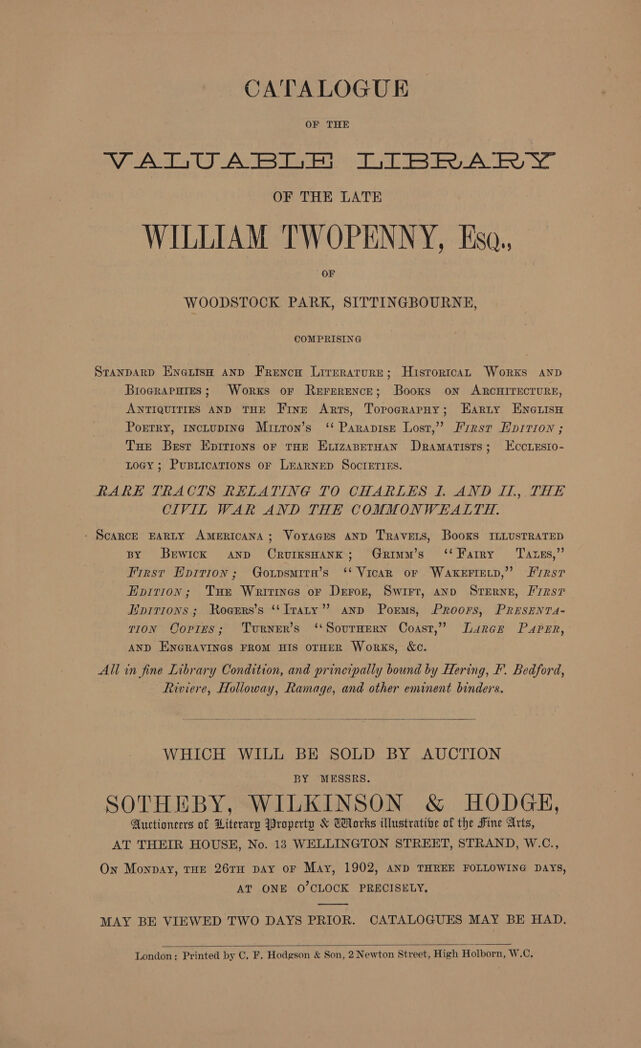 CATALOGUE
OF THE
VALUABLE LIBRARY
OF THE LATE
WILLIAM TWOPENNY, Esq.,
OF
WOODSTOCK PARK, SITTINGBOURNE,
COMPRISING
Standard English and French Literature; Historical Works and
Biographies; Works of Reference; Books on Architecture,
Antiquities and the Fine Arts, Topography; Early English
Poetry, including Milton's “Paradise Lost,” First Edition;
The Best Editions of the Elizabethan Dramatists; Ecclesio-
logy; Publications of Learned Societies.
RARE TRACTS RELATING TO CHARLES I. AND II., THE
CIVIL WAR AND THE COMMONWEALTH.
Scarce early Americana; Voyages and Travels, Books illustrated
by Bewick and Cruikshank; Grimm's “Fairy Tales,”
First Edition; Goldsmith's “Vicar of Wakefield,” First
Edition; The Writings of Defoe, Swift, and Sterne, First
Editions; Rogers's “Italy” and Poems, Proofs, Presenta-
tion Copies; Turner's “Southern Coast,” Large Paper,
and Engravings from his other Works, &c.
All in fine Library Condition, and principally bound by Hering, F. Bedford,
Riviere, Holloway, Ramage, and other eminent binders.
WHICH WILL BE SOLD BY AUCTION
BY MESSRS.
SOTHEBY, WILKINSON & HODGE,
Auctioneers of Literary Property & Works illustrative of the Fine Arts,
AT THEIR HOUSE, No. 13 WELLINGTON STREET, STRAND, W.C.,
On Monday, the 26th day of May, 1902, and three following days,
AT ONE O'CLOCK PRECISELY.
MAY BE VIEWED TWO DAYS PRIOR. CATALOGUES MAY BE HAD.
London: Printed by C. F. Hodgson & Son, 2 Newton Street, High Holborn, W.C.